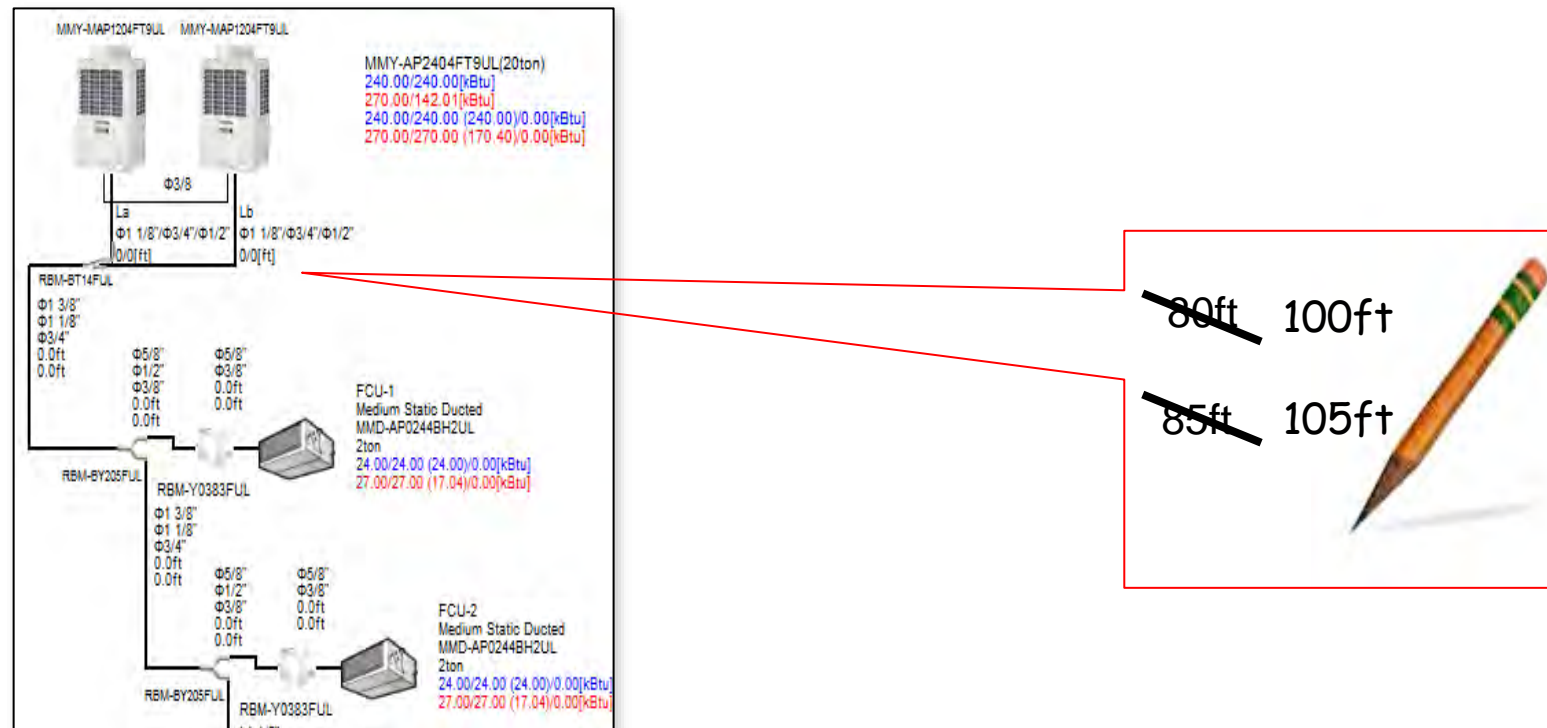 MMY-MAP1204FT9UL MMY-MAP1204FT9UL
MMY-AP2404FT9UL(20ton)
240.00/240.00[kBtu]
270.00/142.01[kBtu]
240.00/240.00 (240.00)/0.00[kBtu]
270.00/270.00 (170.40)/0.00[kBtu]
Φ3/8
La
Φ1 1/8"/Φ3/4"/Φ1/2"
0/0[ft]
Lb
Φ1 1/8"/Φ3/4"/Φ1/2"
0/0[ft]
RBM-BT14FUL
Φ1 3/8"
Φ1 1/8"
Φ3/4"
0.0ft
0.0ft
Φ5/8"
Φ1/2"
Φ3/8"
0.0ft
0.0ft
Φ5/8"
Φ3/8"
0.0ft
0.0ft
FCU-1
Medium Static Ducted
MMD-AP0244BH2UL
2ton
24.00/24.00 (24.00)/0.00[kBtu]
27.00/27.00 (17.04)/0.00[kBtu]
RBM-BY205FUL
RBM-Y0383FUL
Φ1 3/8"
Φ1 1/8"
Φ3/4"
0.0ft
0.0ft
Φ5/8"
Φ1/2"
Φ3/8"
0.0ft
0.0ft
Φ5/8"
Φ3/8"
0.0ft
0.0ft
FCU-2
Medium Static Ducted
MMD-AP0244BH2UL
2ton
24.00/24.00 (24.00)/0.00[kBtu]
27.00/27.00 (17.04)/0.00[kBtu]
RBM-BY205FUL
RBM-Y0383FUL
80ft 100ft
85ft 105ft